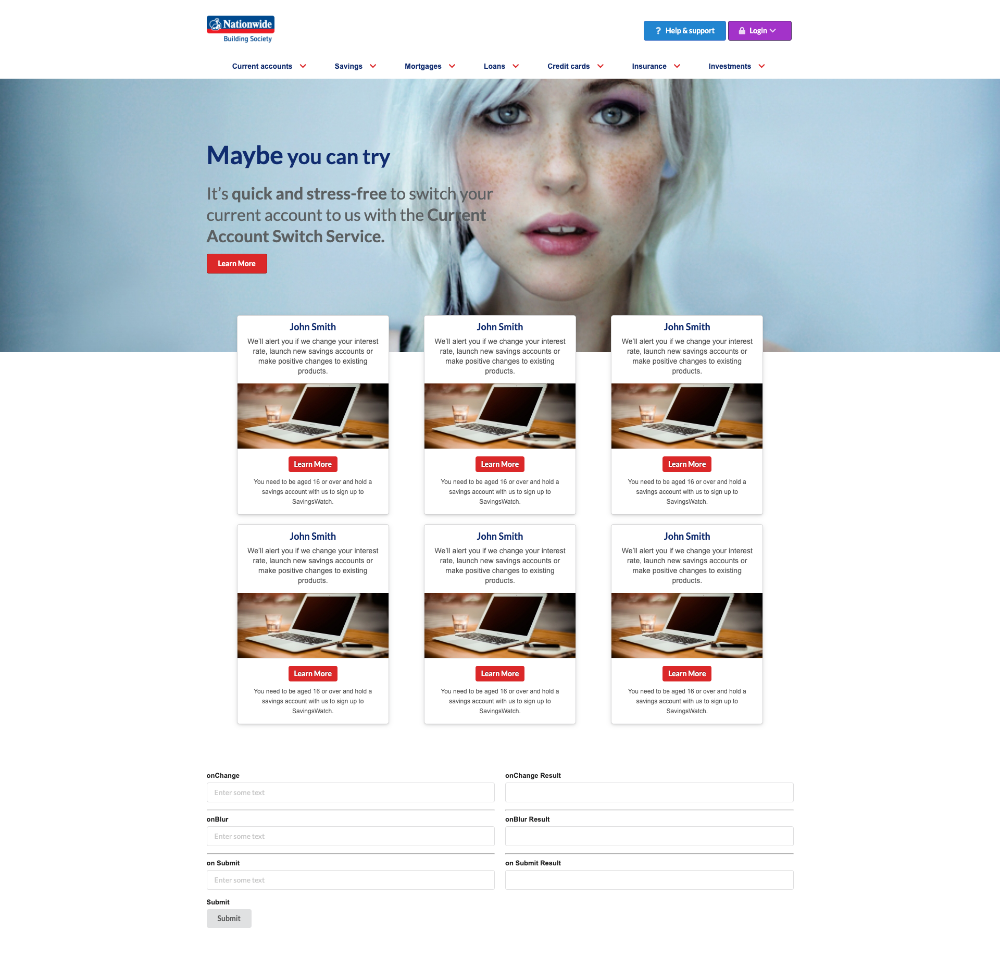 Nationwide
Building Society
? Help & support
Login
Current accounts
Savings
Mortgages
Loans
Credit cards
Insurance
Investments
Maybe you can try
It's quick and stress-free to switch your
current account to us with the Current
Account Switch Service.
Learn More
John Smith
We'll alert you if we change your interest
rate, launch new savings accounts or
make positive changes to existing
products.
Learn More
You need to be aged 16 or over and hold a
savings account with us to sign up to
SavingsWatch.
John Smith
We'll alert you if we change your interest
rate, launch new savings accounts or
make positive changes to existing
products.
Learn More
You need to be aged 16 or over and hold a
savings account with us to sign up to
SavingsWatch.
John Smith
We'll alert you if we change your interest
rate, launch new savings accounts or
make positive changes to existing
products.
Learn More
You need to be aged 16 or over and hold a
savings account with us to sign up to
SavingsWatch.
John Smith
We'll alert you if we change your interest
rate, launch new savings accounts or
make positive changes to existing
products.
Learn More
You need to be aged 16 or over and hold a
savings account with us to sign up to
SavingsWatch.
John Smith
We'll alert you if we change your interest
rate, launch new savings accounts or
make positive changes to existing
products.
Learn More
You need to be aged 16 or over and hold a
savings account with us to sign up to
SavingsWatch.
John Smith
We'll alert you if we change your interest
rate, launch new savings accounts or
make positive changes to existing
products.
Learn More
You need to be aged 16 or over and hold a
savings account with us to sign up to
SavingsWatch.
onChange
Enter some text
onChange Result
onBlur
Enter some text
onBlur Result
on Submit
Enter some text
on Submit Result
Submit
Submit